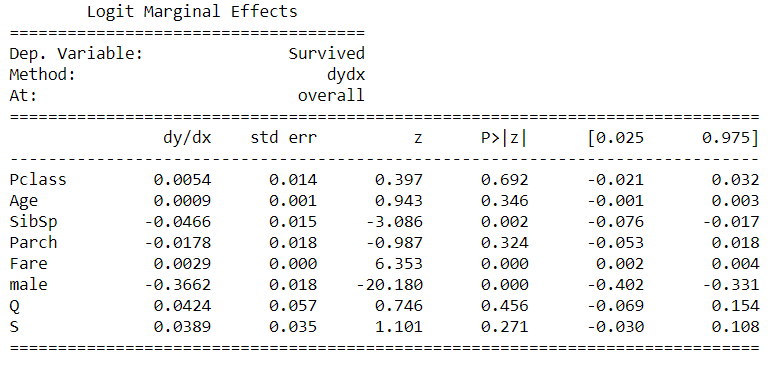 Logit Marginal Effects
=====================================
Dep. Variable: Survived
Method: dydx
At: overall
==============================================================================
dy/dx std err z P>|z| [0.025 0.975]
------------------------------------------------------------------------------
Pclass 0.0054 0.014 0.397 0.692 -0.021 0.032
Age 0.0009 0.001 0.943 0.346 -0.001 0.003
SibSp -0.0466 0.015 -3.086 0.002 -0.076 -0.017
Parch -0.0178 0.018 -0.987 0.324 -0.053 0.018
Fare 0.0029 0.000 6.353 0.000 0.002 0.004
male -0.3662 0.018 -20.180 0.000 -0.402 -0.331
Q 0.0424 0.057 0.746 0.456 -0.069 0.154
S 0.0389 0.035 1.101 0.271 -0.030 0.108
==============================================================================